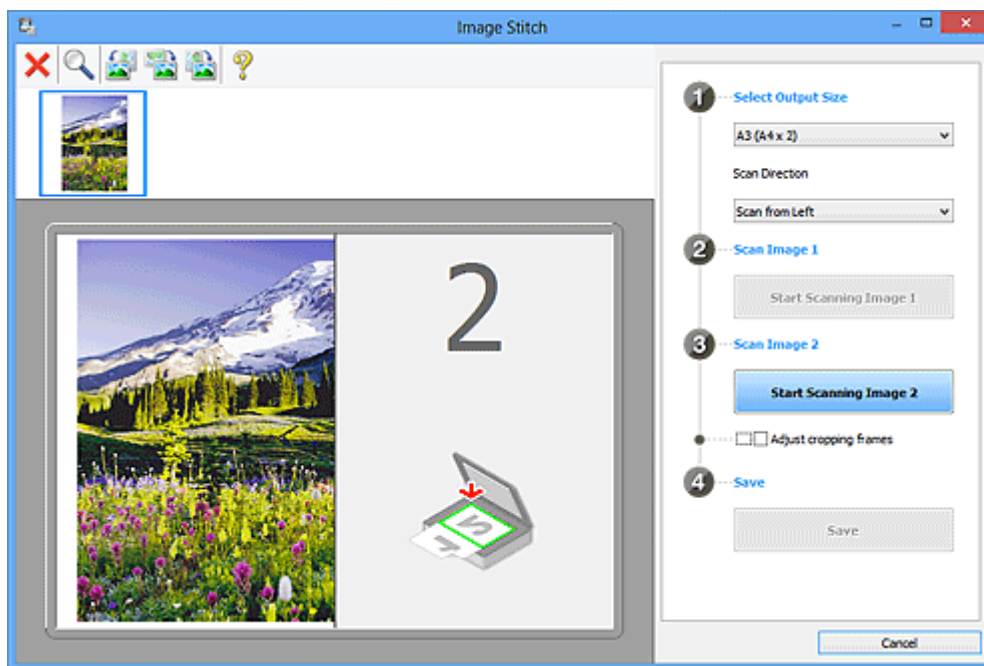 Image Stitch
1
Select Output Size
A3 (A4 x 2)
Scan Direction
Scan from Left
2
Scan Image 1
Start Scanning Image 1
3
Scan Image 2
Start Scanning Image 2
Adjust cropping frames
4
Save
Save
Cancel
2
1 2